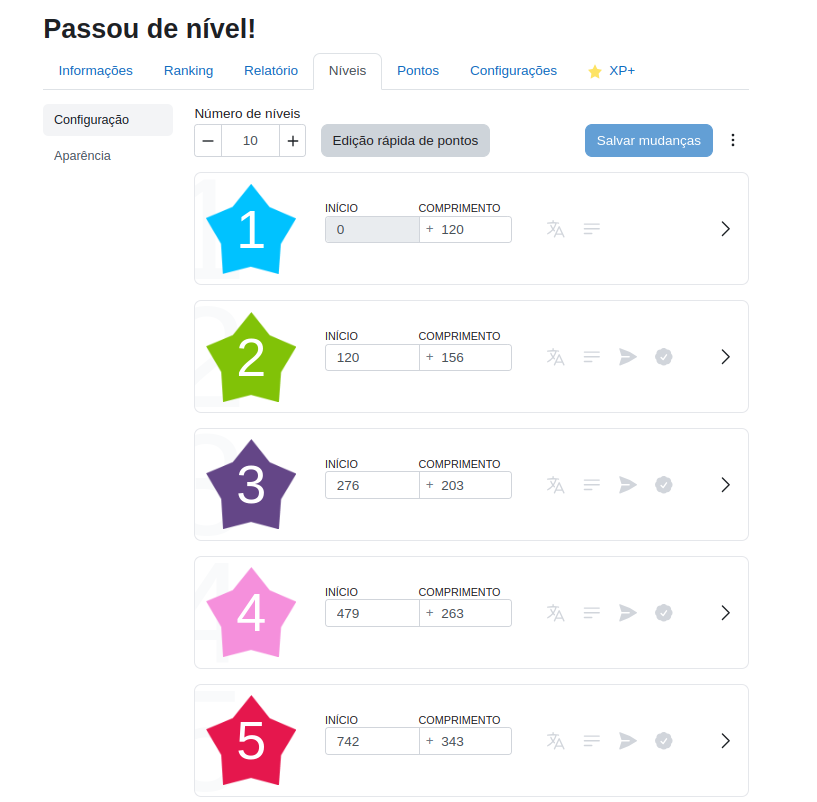 Passou de nível!
Informações Ranking Relatório Níveis Pontos Configurações XP+
Configuração
Aparência
Número de níveis
− 10 + Edição rápida de pontos Salvar mudanças
1
INÍCIO COMPRIMENTO
0 + 120
2
INÍCIO COMPRIMENTO
120 + 156
3
INÍCIO COMPRIMENTO
276 + 203
4
INÍCIO COMPRIMENTO
479 + 263
5
INÍCIO COMPRIMENTO
742 + 343